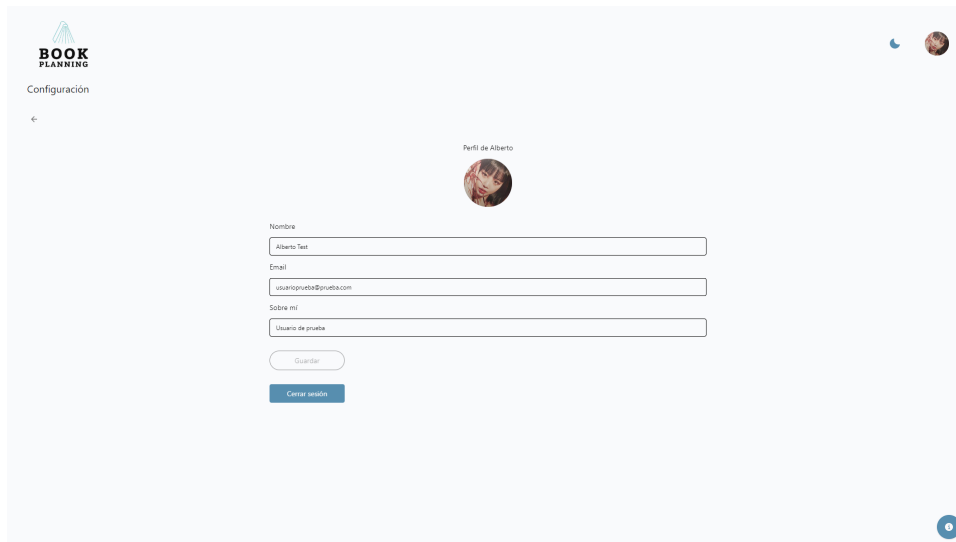 BOOK
PLANNING
Configuración
Perfil de Alberto
Nombre
Alberto Test
Email
usuarioprueba@prueba.com
Sobre mí
Usuario de prueba
Guardar
Cerrar sesión